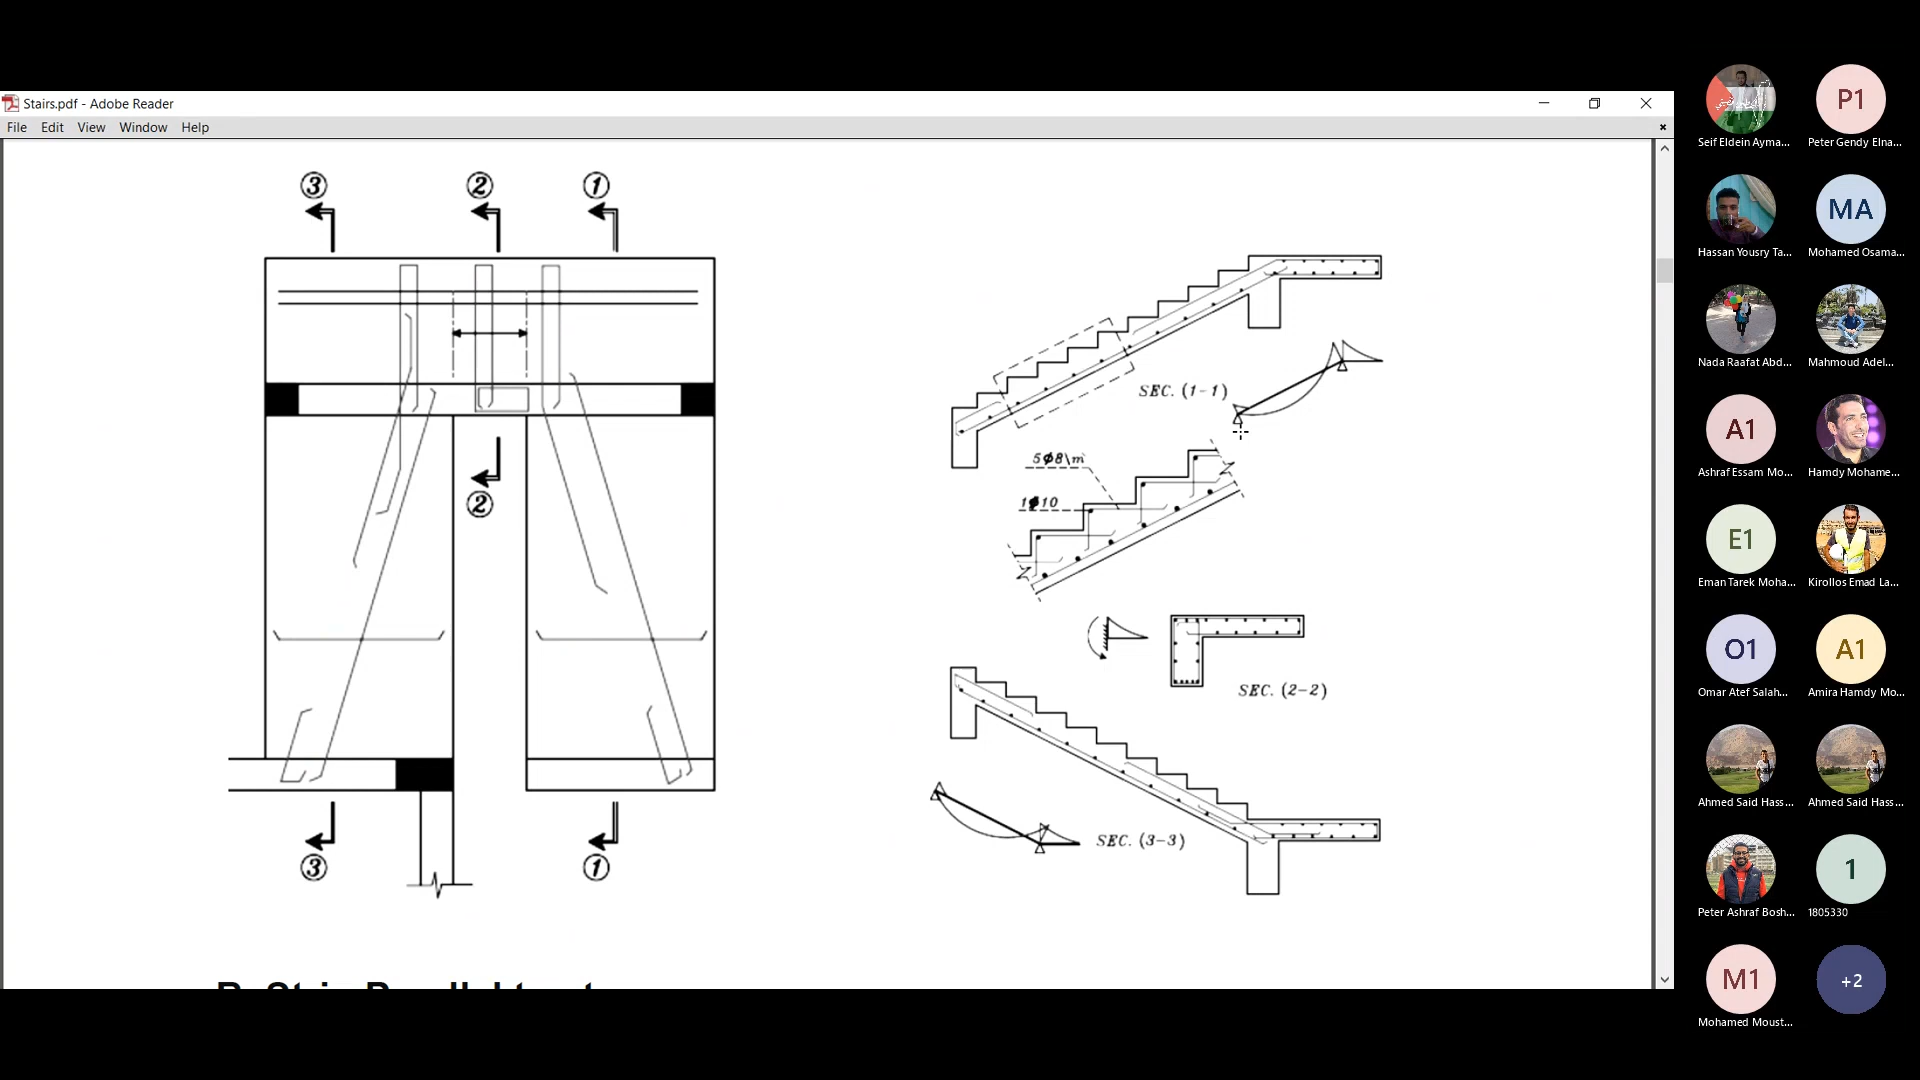 Stairs.pdf - Adobe Reader
File Edit View Window Help
3 2 1
2
3 1
SEC. (1-1)
5Φ8\m
1Φ10
SEC. (2-2)
SEC. (3-3)
Seif Eldein Ayma...
P1
Peter Gendy Elna...
Hassan Yousry Ta...
MA
Mohamed Osama...
Nada Raafat Abd...
Mahmoud Adel...
A1
Ashraf Essam Mo...
Hamdy Mohame...
E1
Eman Tarek Moha...
Kirollos Emad La...
O1
Omar Atef Salah...
A1
Amira Hamdy Mo...
Ahmed Said Hass...
Ahmed Said Hass...
Peter Ashraf Bosh...
1
1805330
M1
Mohamed Moust...
+2